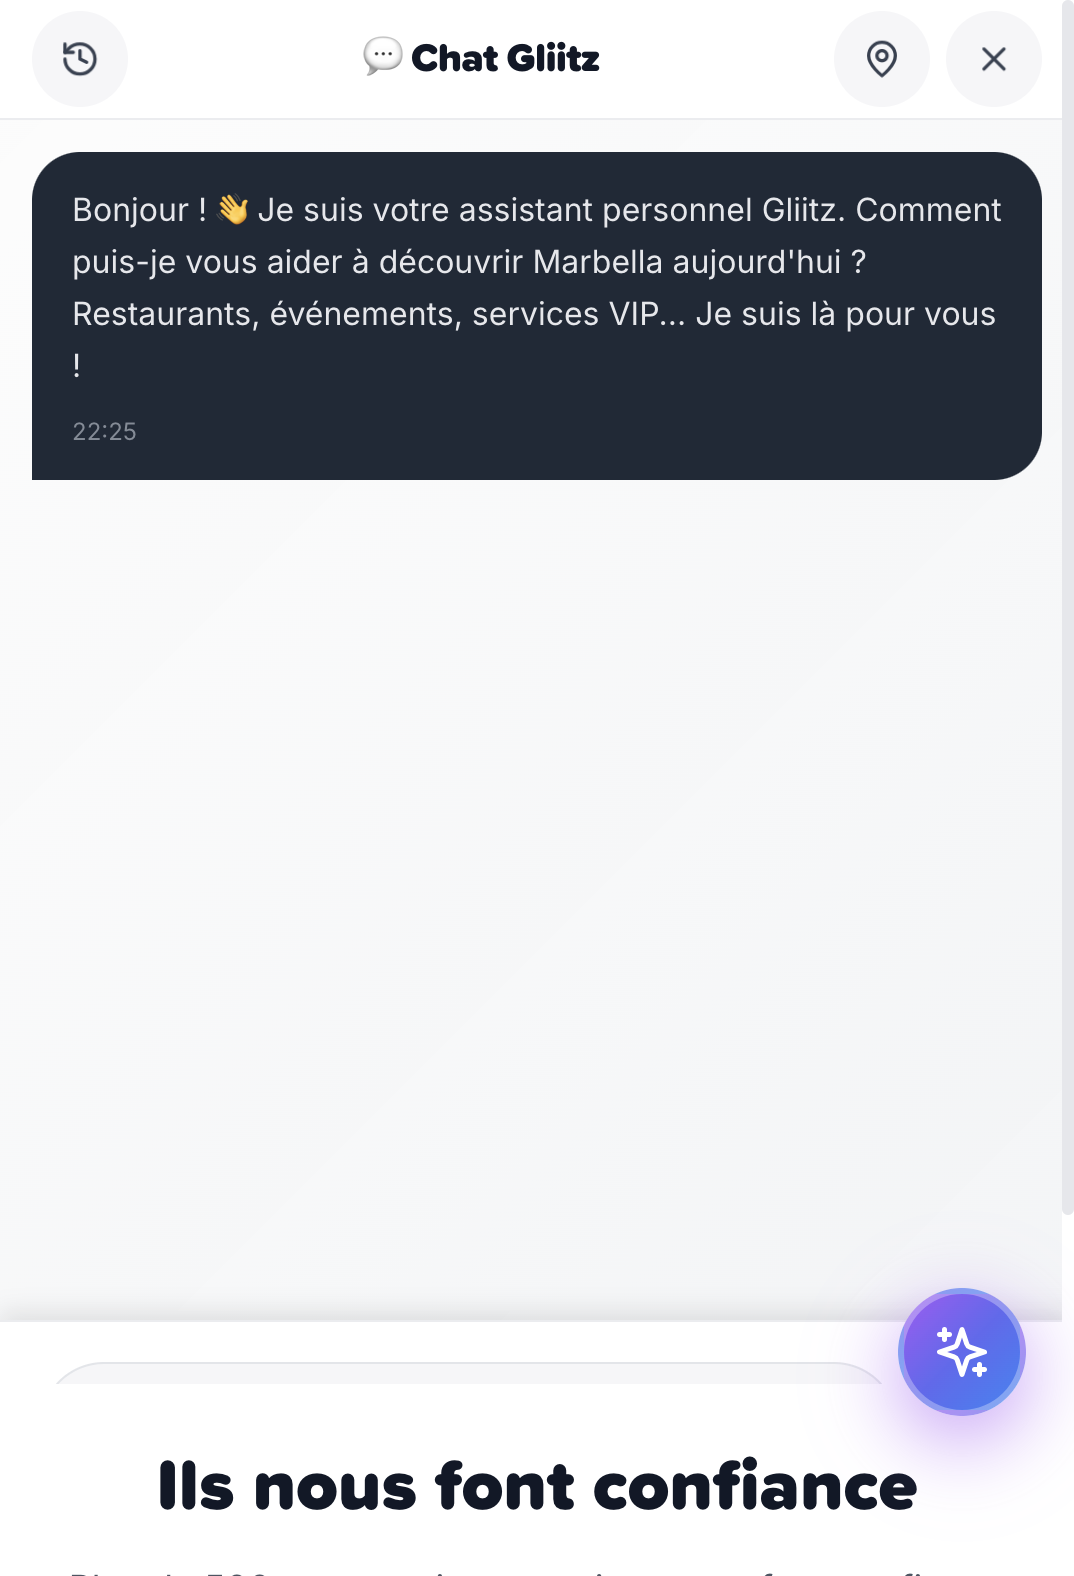 Chat Gliitz
Bonjour ! 👋 Je suis votre assistant personnel Gliitz. Comment
puis-je vous aider à découvrir Marbella aujourd'hui ?
Restaurants, événements, services VIP... Je suis là pour vous
!
22:25
Ils nous font confiance